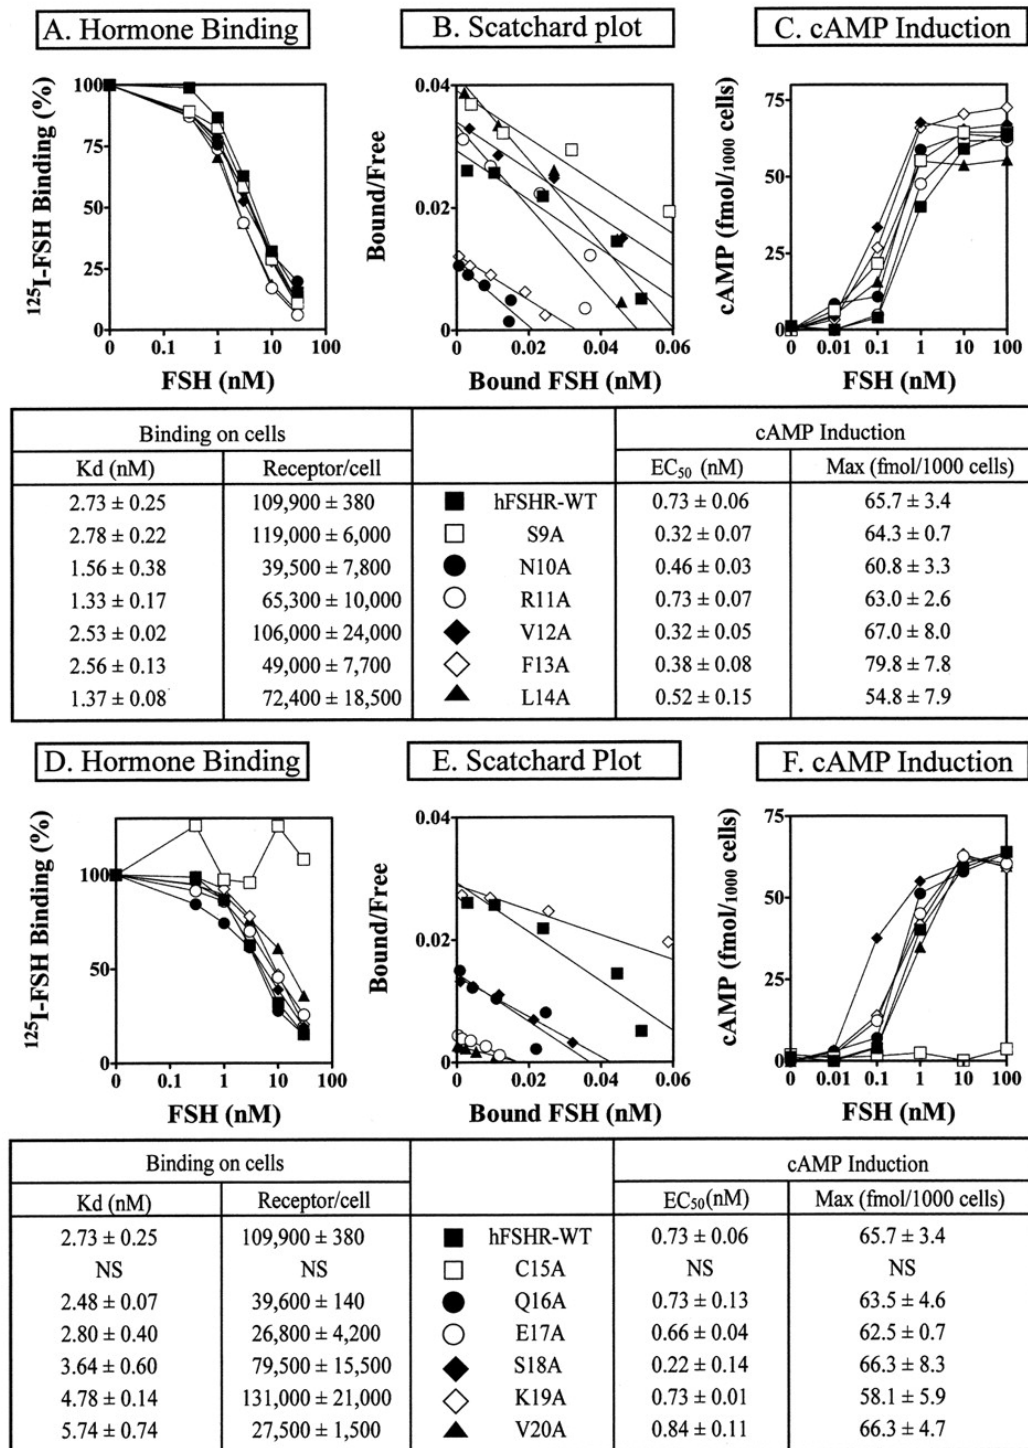 A. Hormone Binding
B. Scatchard plot
C. cAMP Induction
¹²⁵I-FSH Binding (%)
100
75
50
25
0
0 0.1 1 10 100
FSH (nM)
Bound/Free
0.04
0.02
0
0 0.02 0.04 0.06
Bound FSH (nM)
cAMP (fmol/1000 cells)
75
50
25
0
0 0.01 0.1 1 10 100
FSH (nM)
Binding on cells cAMP Induction
Kd (nM) Receptor/cell EC₅₀ (nM) Max (fmol/1000 cells)
2.73 ± 0.25 109,900 ± 380 hFSHR-WT 0.73 ± 0.06 65.7 ± 3.4
2.78 ± 0.22 119,000 ± 6,000 S9A 0.32 ± 0.07 64.3 ± 0.7
1.56 ± 0.38 39,500 ± 7,800 N10A 0.46 ± 0.03 60.8 ± 3.3
1.33 ± 0.17 65,300 ± 10,000 R11A 0.73 ± 0.07 63.0 ± 2.6
2.53 ± 0.02 106,000 ± 24,000 V12A 0.32 ± 0.05 67.0 ± 8.0
2.56 ± 0.13 49,000 ± 7,700 F13A 0.38 ± 0.08 79.8 ± 7.8
1.37 ± 0.08 72,400 ± 18,500 L14A 0.52 ± 0.15 54.8 ± 7.9
D. Hormone Binding
E. Scatchard Plot
F. cAMP Induction
¹²⁵I-FSH Binding (%)
100
50
0
0 0.1 1 10 100
FSH (nM)
Bound/Free
0.04
0.02
0
0 0.02 0.04 0.06
Bound FSH (nM)
cAMP (fmol/1000 cells)
75
50
25
0
0 0.01 0.1 1 10 100
FSH (nM)
Binding on cells cAMP Induction
Kd (nM) Receptor/cell EC₅₀(nM) Max (fmol/1000 cells)
2.73 ± 0.25 109,900 ± 380 hFSHR-WT 0.73 ± 0.06 65.7 ± 3.4
NS NS C15A NS NS
2.48 ± 0.07 39,600 ± 140 Q16A 0.73 ± 0.13 63.5 ± 4.6
2.80 ± 0.40 26,800 ± 4,200 E17A 0.66 ± 0.04 62.5 ± 0.7
3.64 ± 0.60 79,500 ± 15,500 S18A 0.22 ± 0.14 66.3 ± 8.3
4.78 ± 0.14 131,000 ± 21,000 K19A 0.73 ± 0.01 58.1 ± 5.9
5.74 ± 0.74 27,500 ± 1,500 V20A 0.84 ± 0.11 66.3 ± 4.7